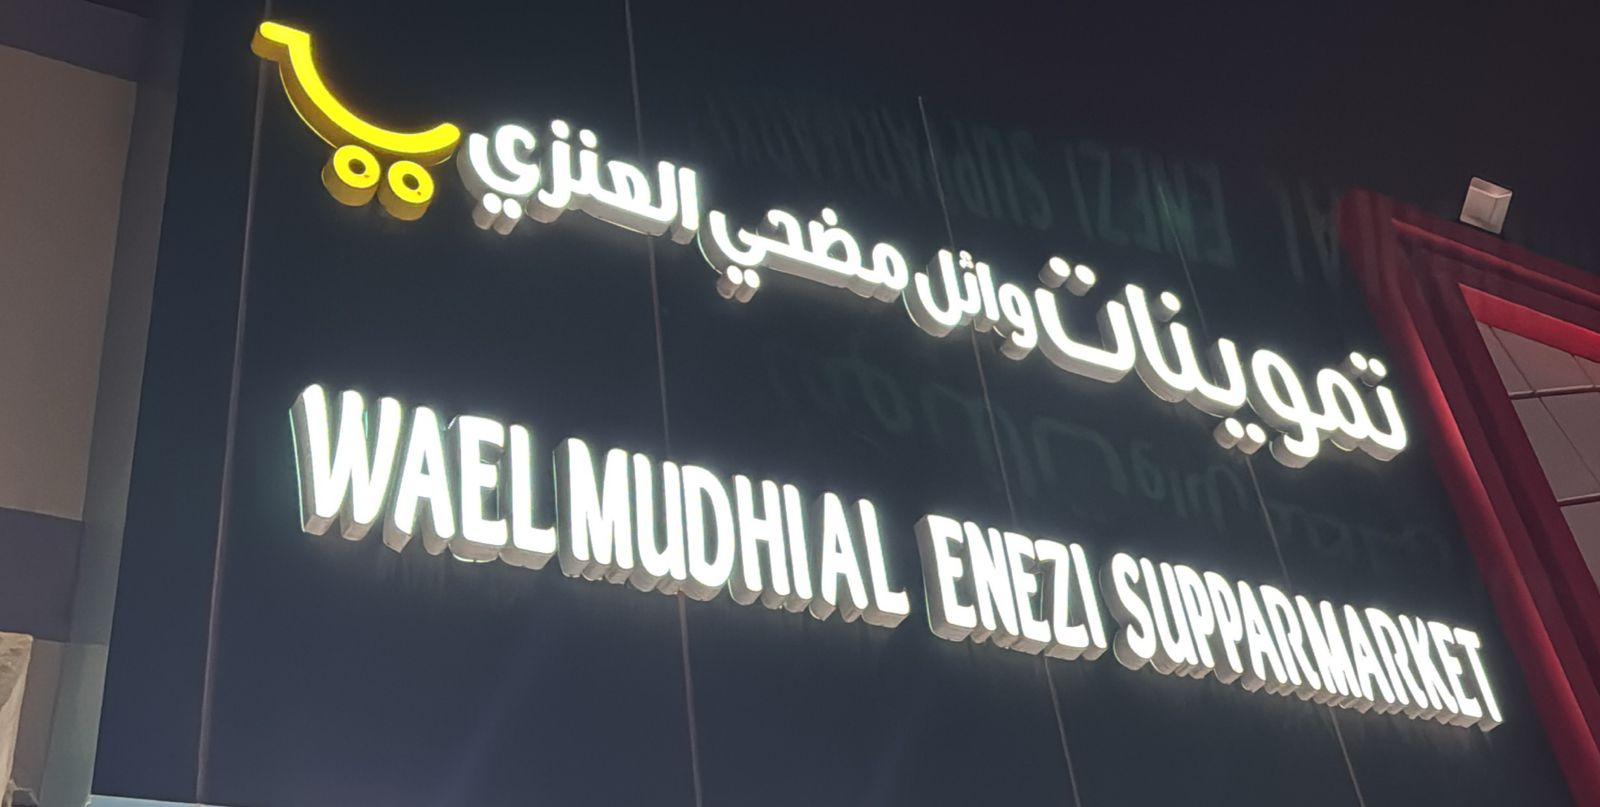 تموينات وائل مضحي العنزي
WAEL MUDHI AL ENEZI SUPPARMARKET